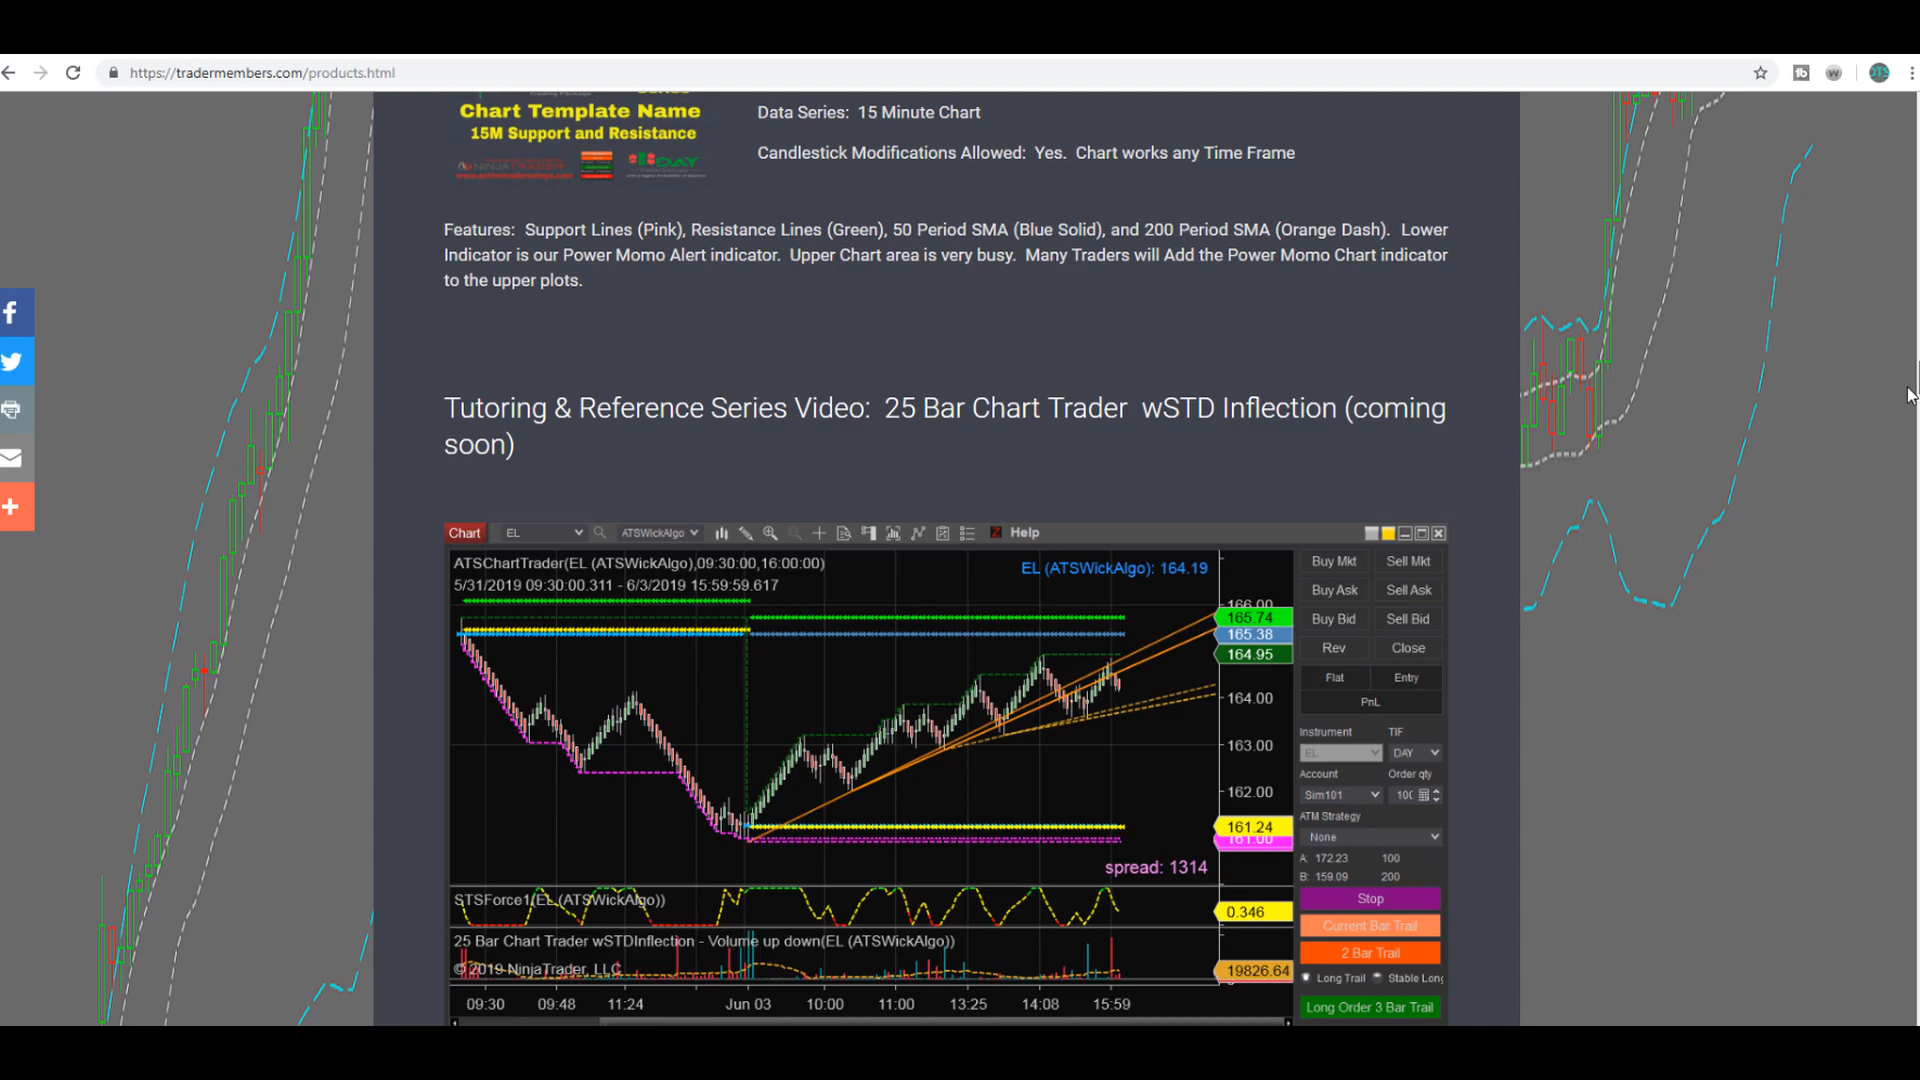 https://tradermembers.com/products.html
Chart Template Name
15M Support and Resistance
Data Series:  15 Minute Chart
Candlestick Modifications Allowed:  Yes.  Chart works any Time Frame
Features:  Support Lines (Pink), Resistance Lines (Green), 50 Period SMA (Blue Solid), and 200 Period SMA (Orange Dash).  Lower
Indicator is our Power Momo Alert indicator.  Upper Chart area is very busy.  Many Traders will Add the Power Momo Chart indicator
to the upper plots.
Tutoring & Reference Series Video:  25 Bar Chart Trader  wSTD Inflection (coming
soon)
Chart EL ATSWickAlgo Help
ATSChartTrader(EL (ATSWickAlgo),09:30:00,16:00:00)
5/31/2019 09:30:00.311 - 6/3/2019 15:59:59.617
EL (ATSWickAlgo): 164.19
166.00
165.74
165.38
164.95
164.00
163.00
162.00
161.24
161.00
spread: 1314
STSForce1(EL (ATSWickAlgo))
0.346
25 Bar Chart Trader wSTDInflection - Volume up down(EL (ATSWickAlgo))
© 2019 NinjaTrader, LLC
19826.64
09:30 09:48 11:24 Jun 03 10:00 11:00 13:25 14:08 15:59
Buy Mkt Sell Mkt
Buy Ask Sell Ask
Buy Bid Sell Bid
Rev Close
Flat Entry
PnL
Instrument TIF
EL DAY
Account Order qty
Sim101 100
ATM Strategy
None
A: 172.23 100
B: 159.09 200
Stop
Current Bar Trail
2 Bar Trail
Long Trail Stable Long
Long Order 3 Bar Trail